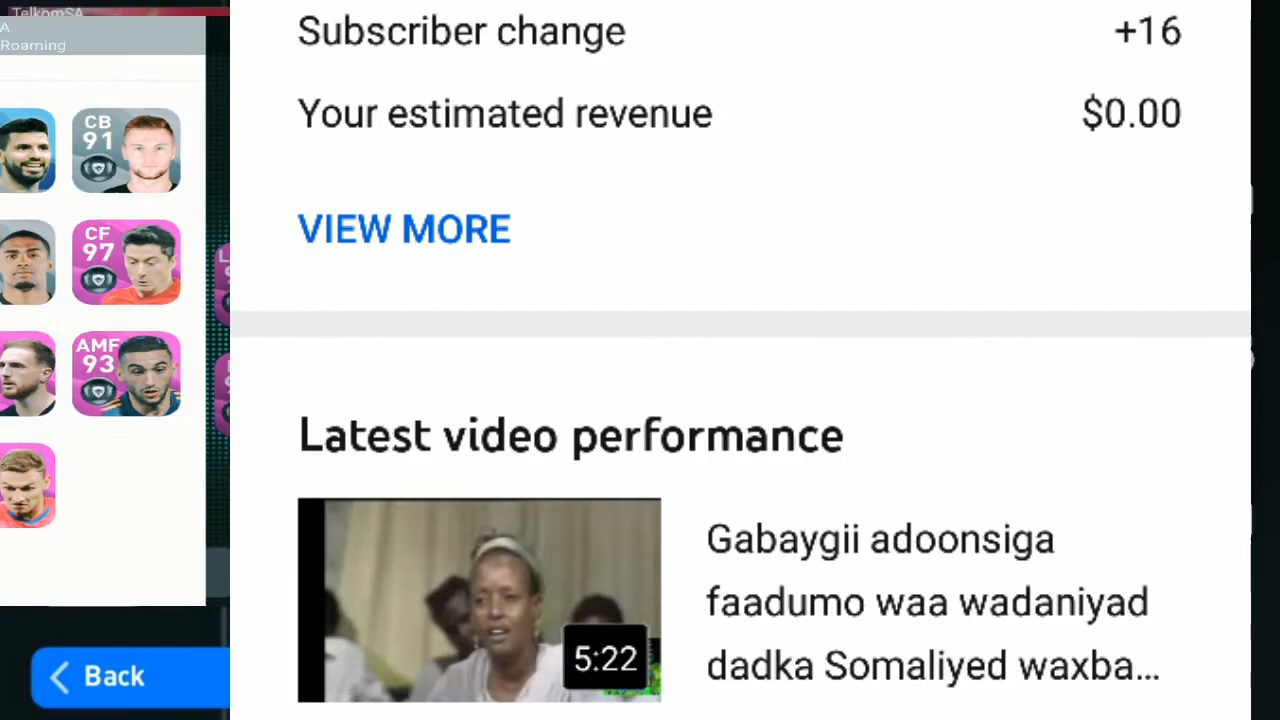 TelkomSA
A
Roaming
CB
91
CF
97
AMF
93
Back
Subscriber change +16
Your estimated revenue $0.00
VIEW MORE
Latest video performance
5:22
Gabaygii adoonsiga
faadumo waa wadaniyad
dadka Somaliyed waxba...